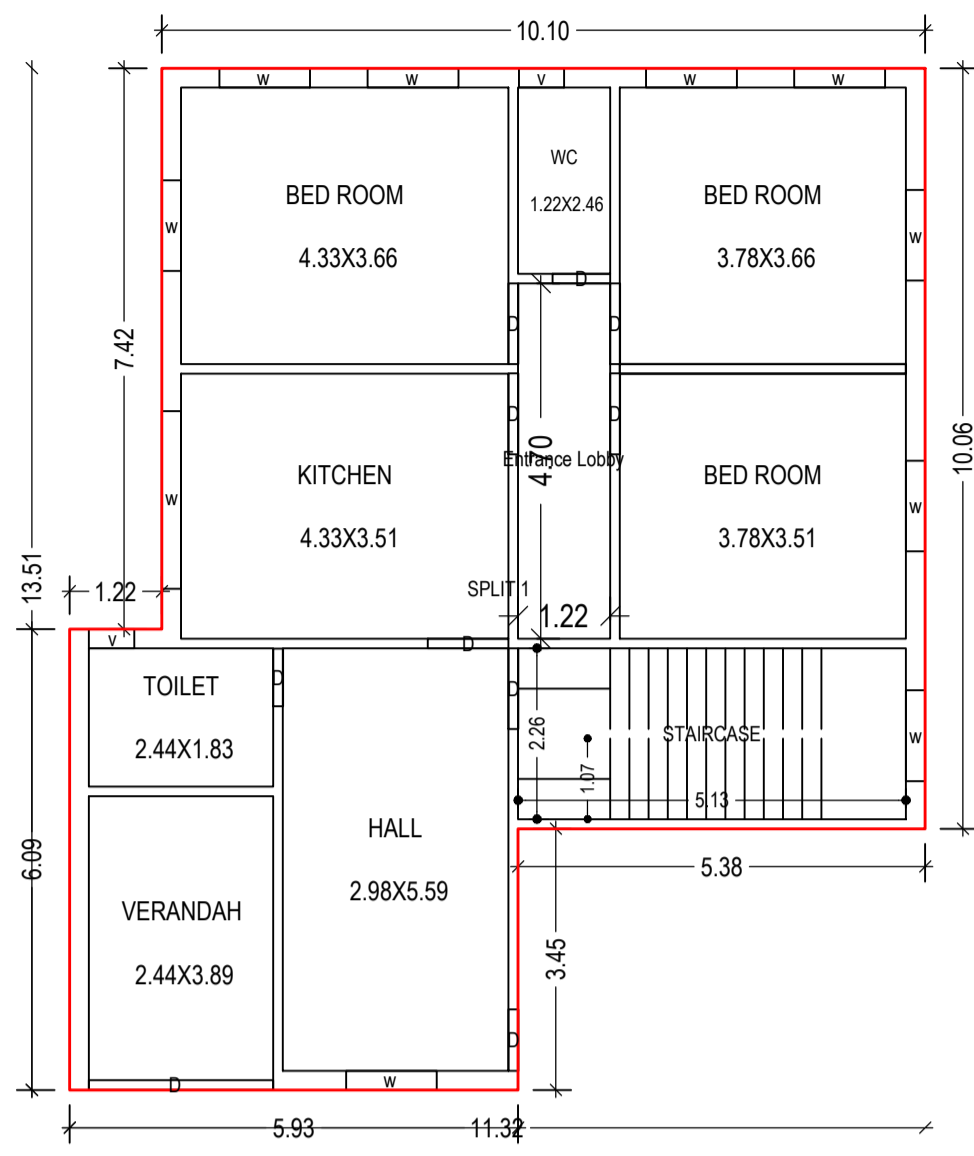 10.10
W
W
V
W
W
WC
1.22X2.46
BED ROOM
4.33X3.66
BED ROOM
3.78X3.66
W
W
D
D
D
7.42
D
D
10.06
4.70
Entrance Lobby
KITCHEN
4.33X3.51
BED ROOM
3.78X3.51
W
W
13.51
1.22
SPLIT 1
1.22
V
D
D
D
TOILET
2.44X1.83
2.26
1.07
STAIRCASE
W
5.13
HALL
2.98X5.59
6.09
5.38
VERANDAH
2.44X3.89
3.45
D
D
W
5.93
11.32